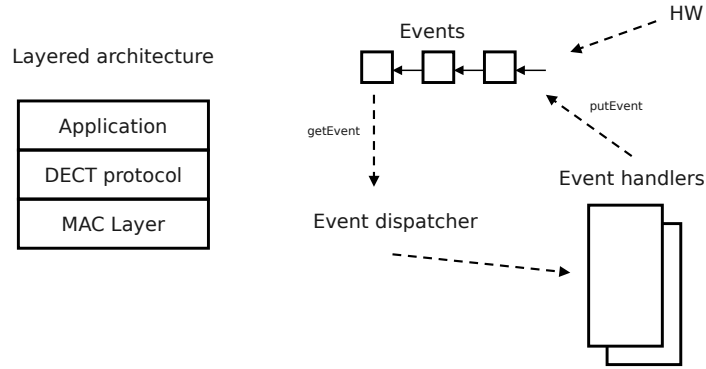 HW
Events
Layered architecture
putEvent
Application
getEvent
DECT protocol
Event handlers
MAC Layer
Event dispatcher